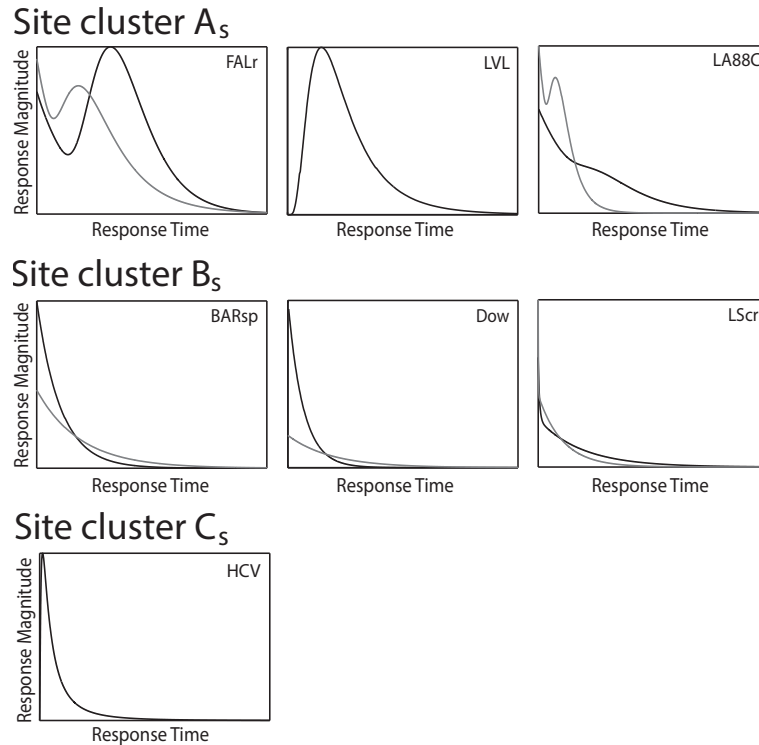 Site cluster As
FALr
LVL
LA88C
Response Magnitude
Response Time
Response Time
Response Time
Site cluster Bs
BARsp
Dow
LScr
Response Magnitude
Response Time
Response Time
Response Time
Site cluster Cs
HCV
Response Magnitude
Response Time